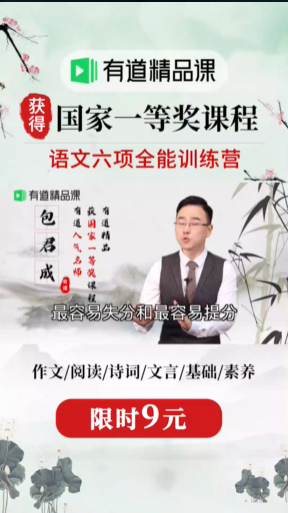 有道精品课
获得
国家一等奖课程
语文六项全能训练营
有道精品课
包君成
有道
有道精品
获国家一等奖课程
有道人气名师
最容易失分和最容易提分
作文/阅读/诗词/文言/基础/素养
限时9元